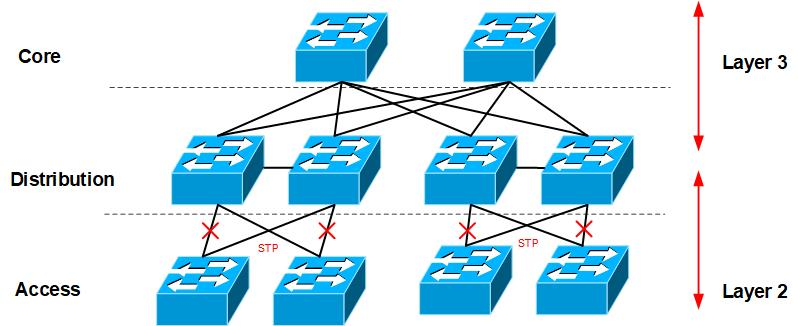 Core
Layer 3
Distribution
STP
STP
Access
Layer 2